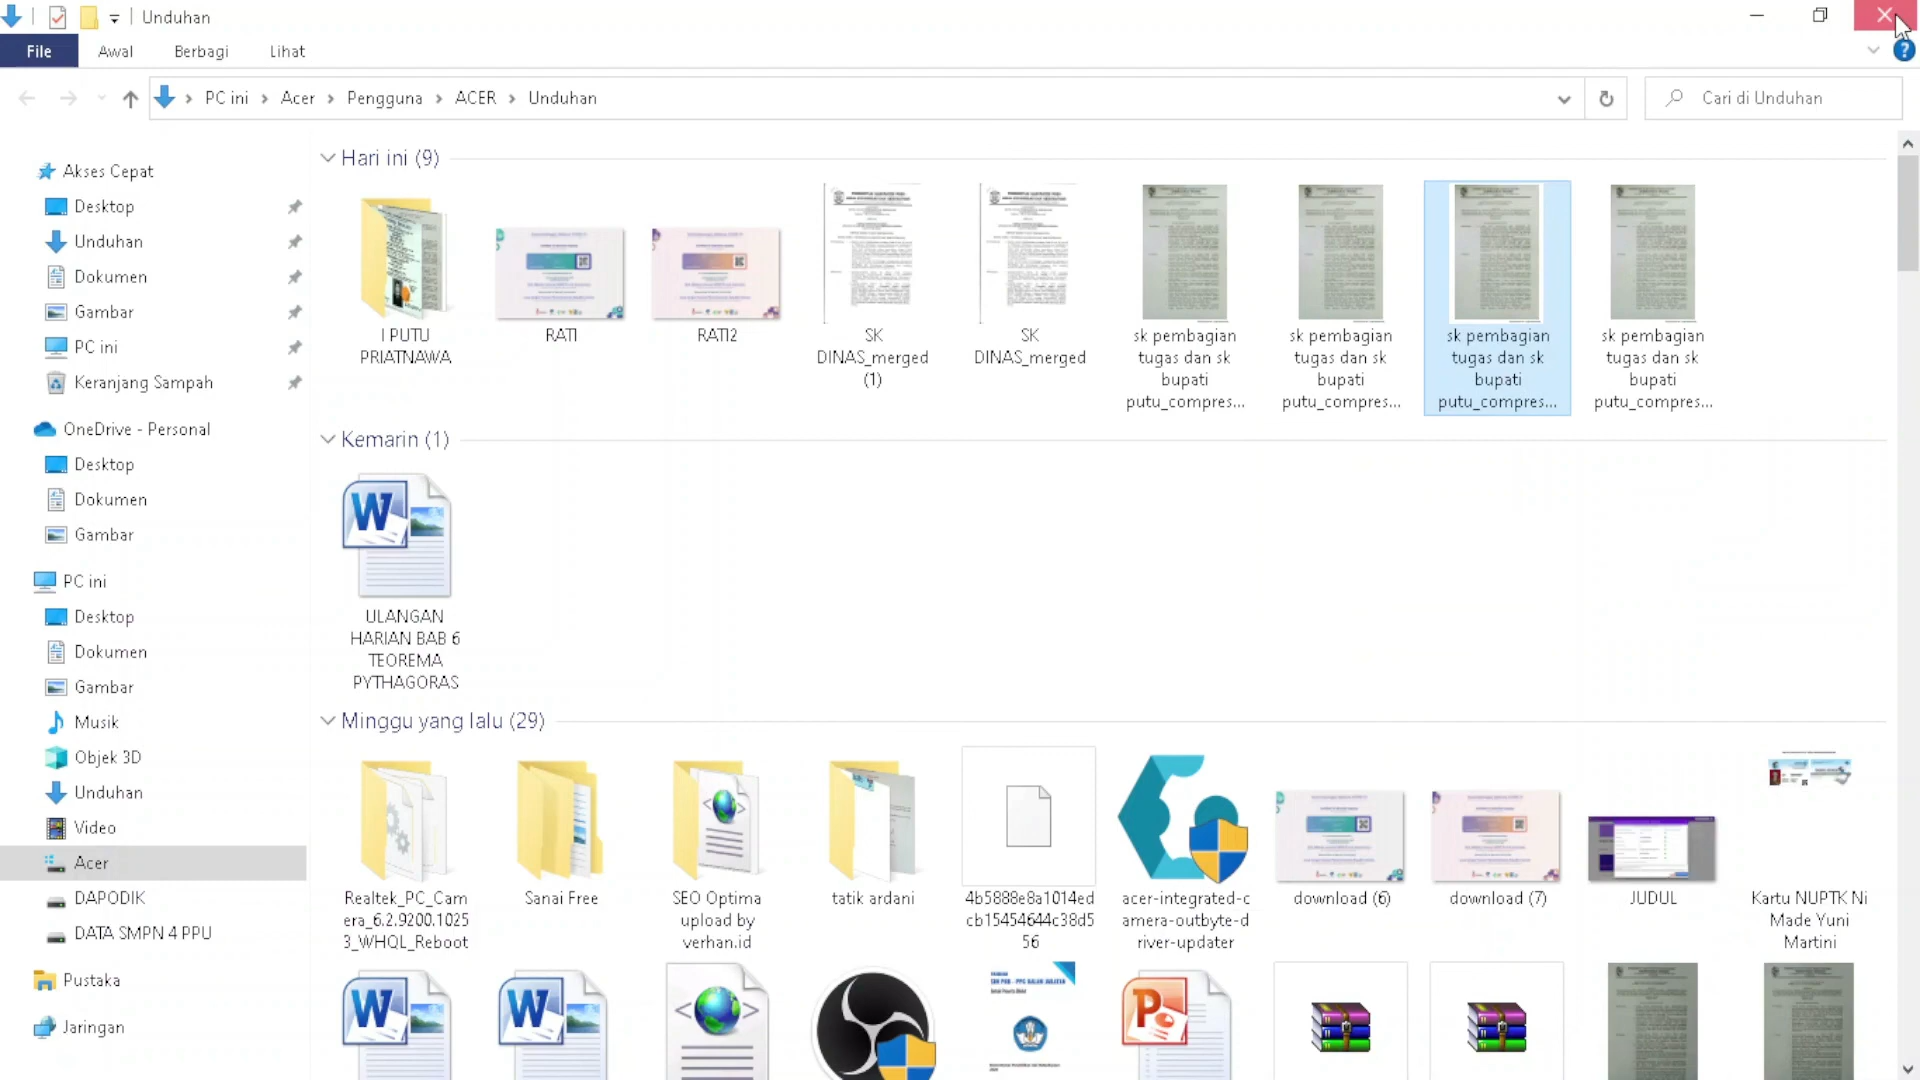 Unduhan
File Awal Berbagi Lihat
PC ini Acer Pengguna ACER Unduhan
Cari di Unduhan
Akses Cepat
Desktop
Unduhan
Dokumen
Gambar
PC ini
Keranjang Sampah
OneDrive - Personal
Desktop
Dokumen
Gambar
PC ini
Desktop
Dokumen
Gambar
Musik
Objek 3D
Unduhan
Video
Acer
DAPODIK
DATA SMPN 4 PPU
Pustaka
Jaringan
Hari ini (9)
I PUTU
PRIATNAWA
RATI
RATI2
SK
DINAS_merged
(1)
SK
DINAS_merged
sk pembagian
tugas dan sk
bupati
putu_compres...
sk pembagian
tugas dan sk
bupati
putu_compres...
sk pembagian
tugas dan sk
bupati
putu_compres...
sk pembagian
tugas dan sk
bupati
putu_compres...
Kemarin (1)
ULANGAN
HARIAN BAB 6
TEOREMA
PYTHAGORAS
Minggu yang lalu (29)
Realtek_PC_Cam
era_6.2.9200.1025
3_WHQL_Reboot
Sanai Free
SEO Optima
upload by
verhan.id
tatik ardani
4b5888e8a1014ed
cb15454644c38d5
56
acer-integrated-c
amera-outbyte-d
river-updater
download (6)
download (7)
JUDUL
Kartu NUPTK Ni
Made Yuni
Martini